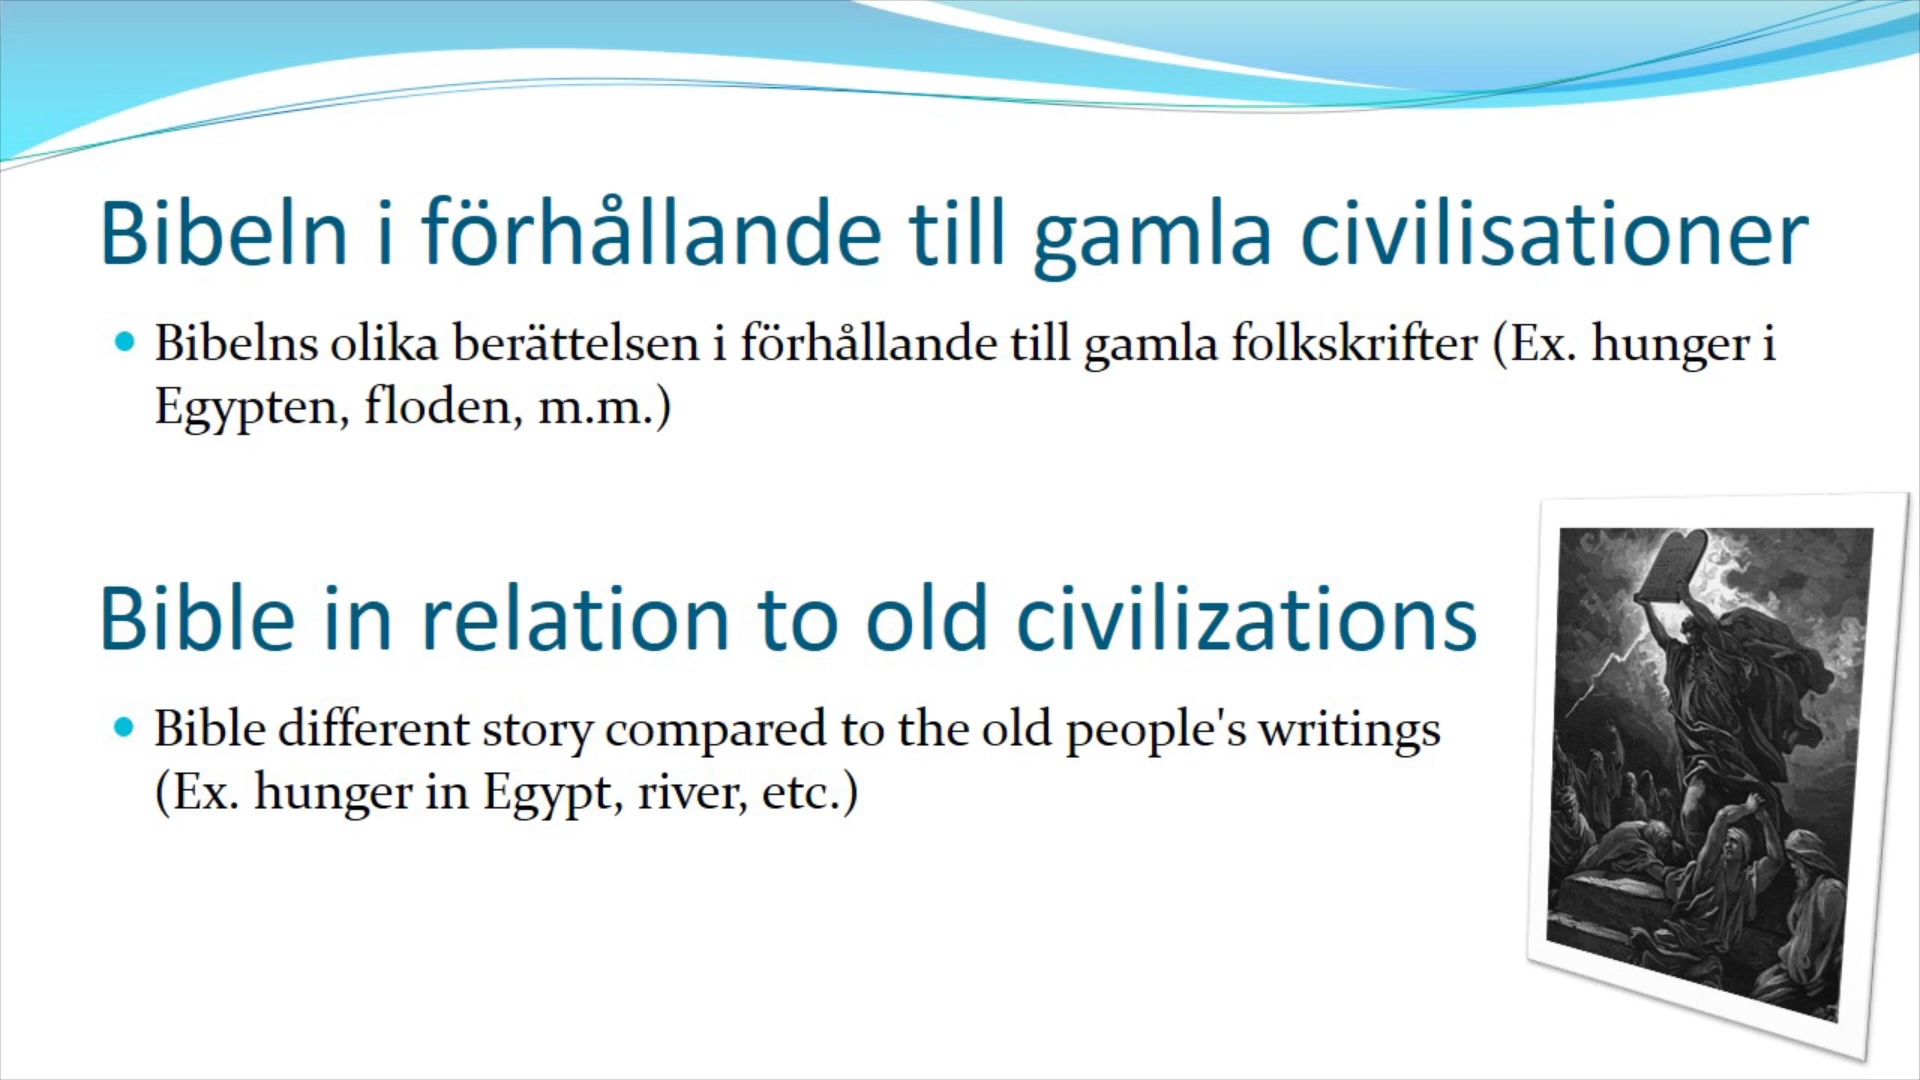 Bibeln i förhållande till gamla civilisationer
• Bibelns olika berättelsen i förhållande till gamla folkskrifter (Ex. hunger i
Egypten, floden, m.m.)
Bible in relation to old civilizations
• Bible different story compared to the old people's writings
(Ex. hunger in Egypt, river, etc.)